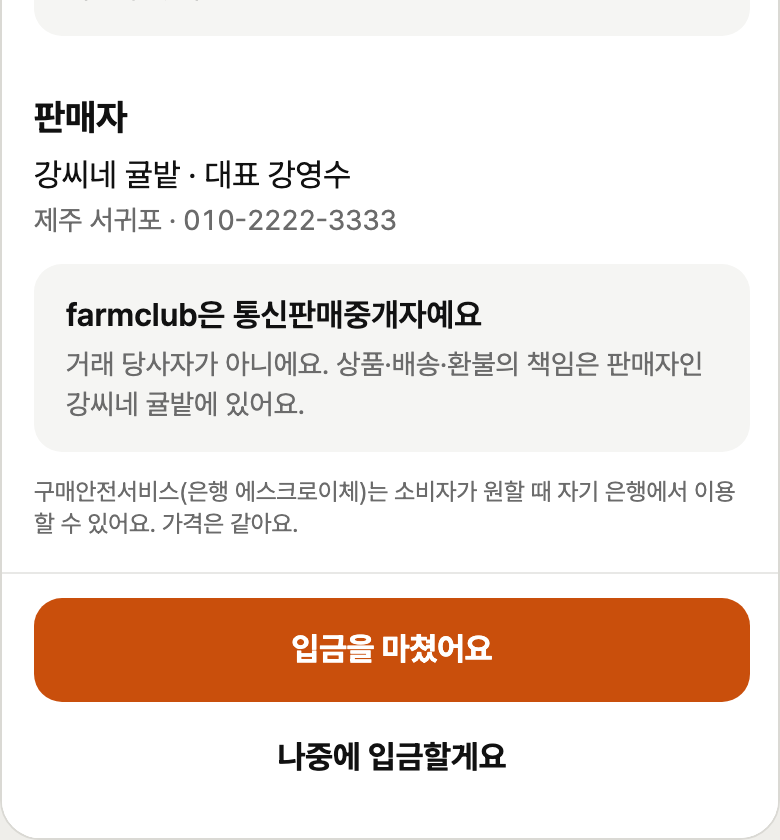 판매자
강씨네 귤밭 · 대표 강영수
제주 서귀포 · 010-2222-3333
farmclub은 통신판매중개자예요
거래 당사자가 아니에요. 상품·배송·환불의 책임은 판매자인
강씨네 귤밭에 있어요.
구매안전서비스(은행 에스크로이체)는 소비자가 원할 때 자기 은행에서 이용
할 수 있어요. 가격은 같아요.
입금을 마쳤어요
나중에 입금할게요